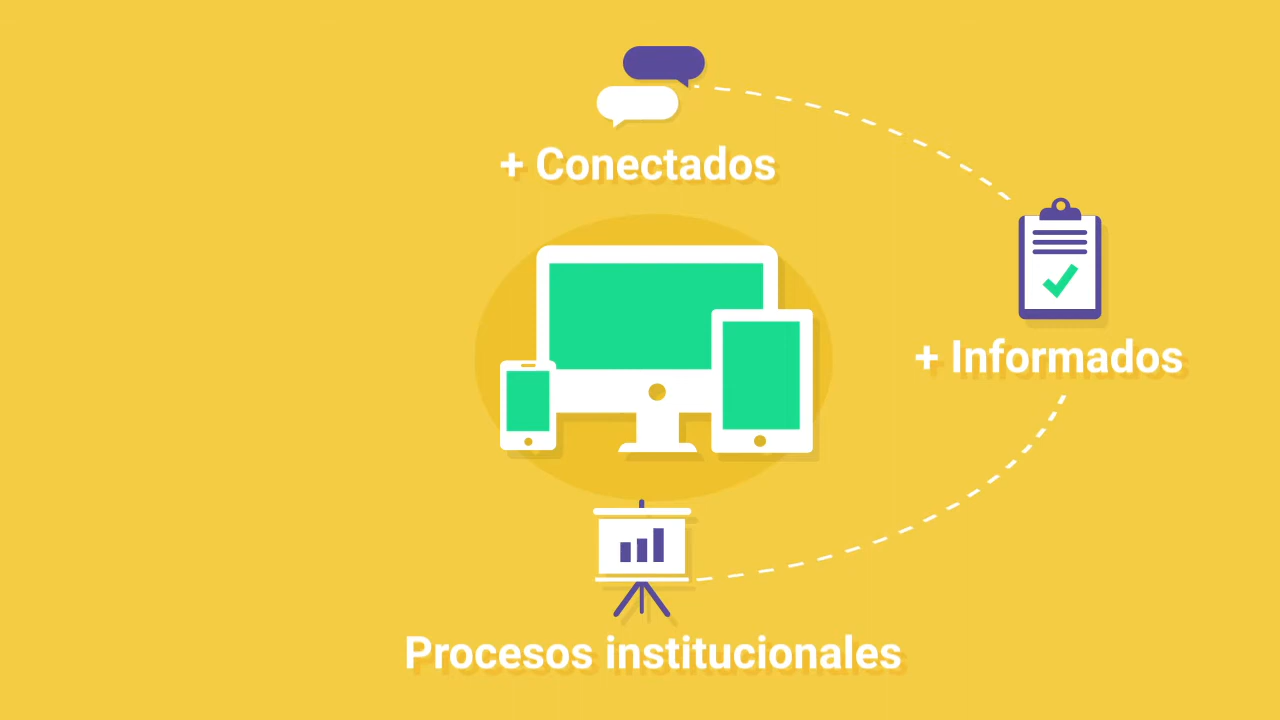 + Conectados
+ Informados
Procesos institucionales